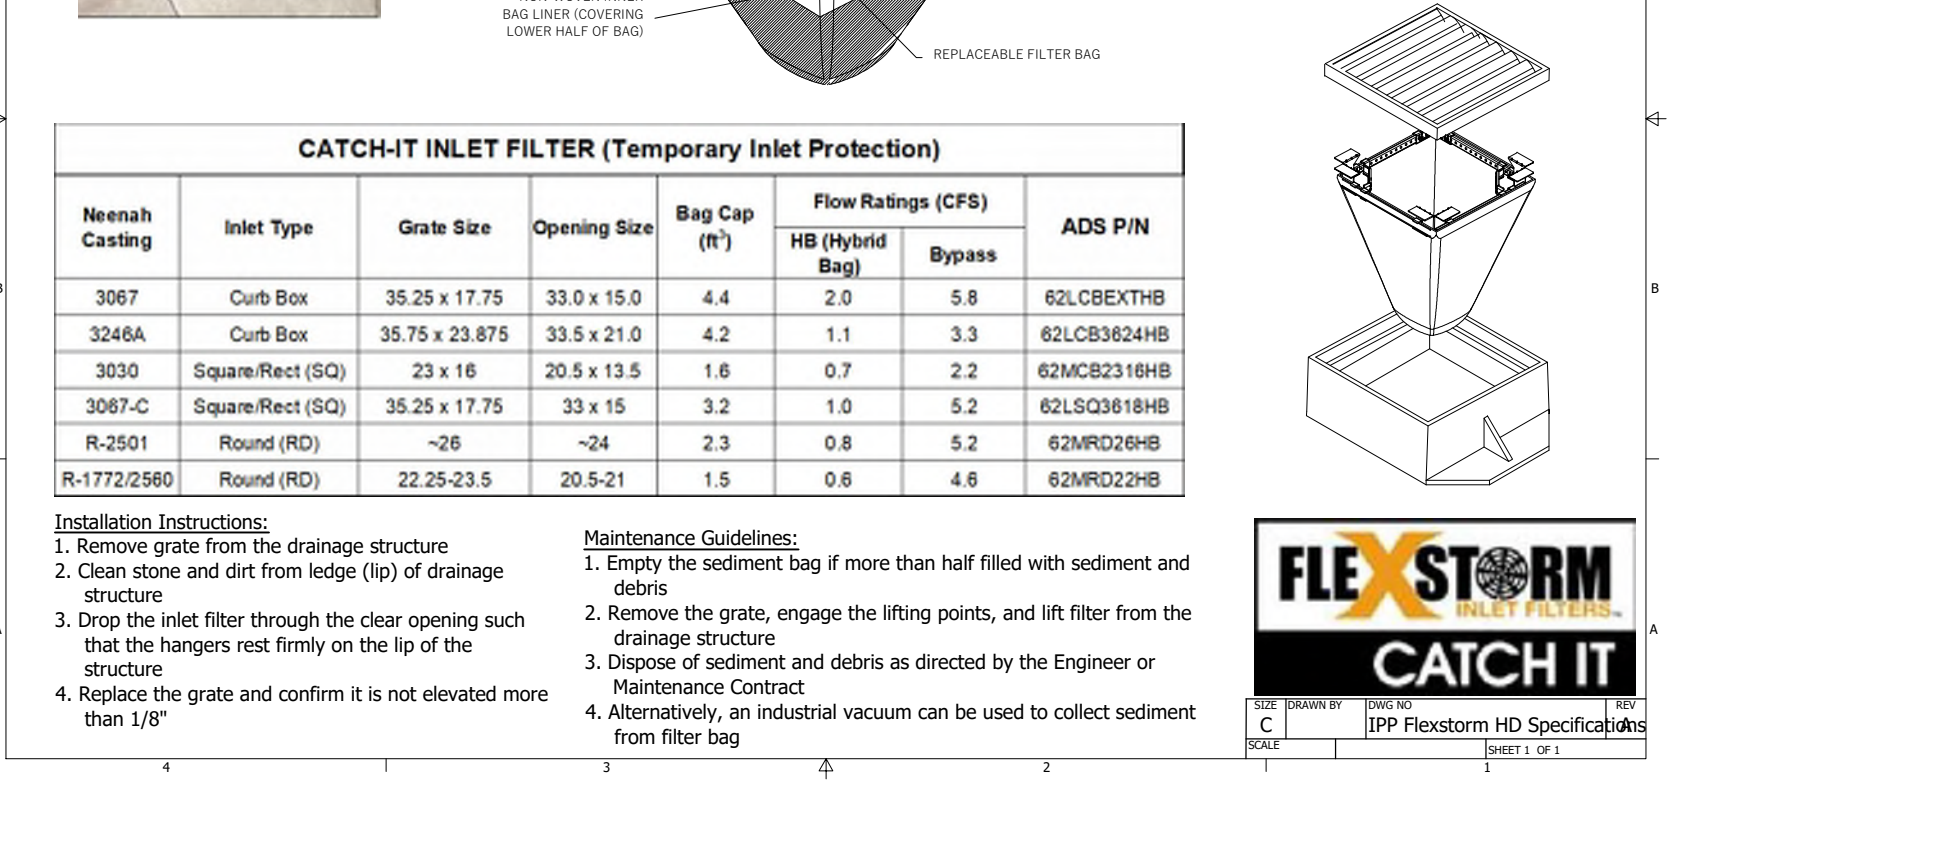 BAG LINER (COVERING
LOWER HALF OF BAG)
REPLACEABLE FILTER BAG
CATCH-IT INLET FILTER (Temporary Inlet Protection)
Neenah Casting Inlet Type Grate Size Opening Size Bag Cap (ft³) Flow Ratings (CFS) ADS P/N
HB (Hybrid Bag) Bypass
3067 Curb Box 35.25 x 17.75 33.0 x 15.0 4.4 2.0 5.8 62LCBEXTHB
3246A Curb Box 35.75 x 23.875 33.5 x 21.0 4.2 1.1 3.3 62LCB3624HB
3030 Square/Rect (SQ) 23 x 16 20.5 x 13.5 1.6 0.7 2.2 62MCB2316HB
3067-C Square/Rect (SQ) 35.25 x 17.75 33 x 15 3.2 1.0 5.2 62LSQ3618HB
R-2501 Round (RD) ~26 ~24 2.3 0.8 5.2 62MRD26HB
R-1772/2560 Round (RD) 22.25-23.5 20.5-21 1.5 0.6 4.6 62MRD22HB
Installation Instructions:
1. Remove grate from the drainage structure
2. Clean stone and dirt from ledge (lip) of drainage
structure
3. Drop the inlet filter through the clear opening such
that the hangers rest firmly on the lip of the
structure
4. Replace the grate and confirm it is not elevated more
than 1/8"
Maintenance Guidelines:
1. Empty the sediment bag if more than half filled with sediment and
debris
2. Remove the grate, engage the lifting points, and lift filter from the
drainage structure
3. Dispose of sediment and debris as directed by the Engineer or
Maintenance Contract
4. Alternatively, an industrial vacuum can be used to collect sediment
from filter bag
FLEXSTORM
INLET FILTERS
CATCH IT
SIZE DRAWN BY DWG NO REV
C IPP Flexstorm HD Specifications A
SCALE SHEET 1 OF 1
B
A
4 3 2 1